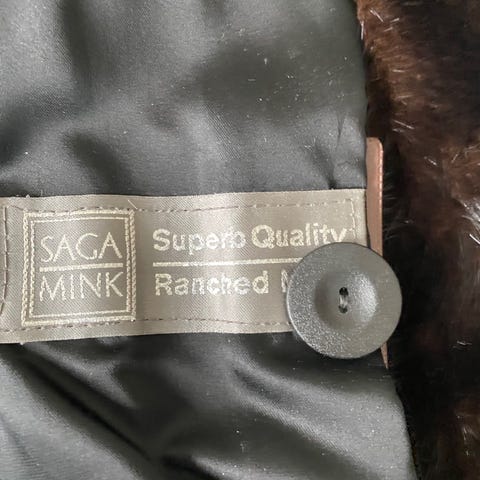 SAGA
MINK
Superb Quality
Ranched